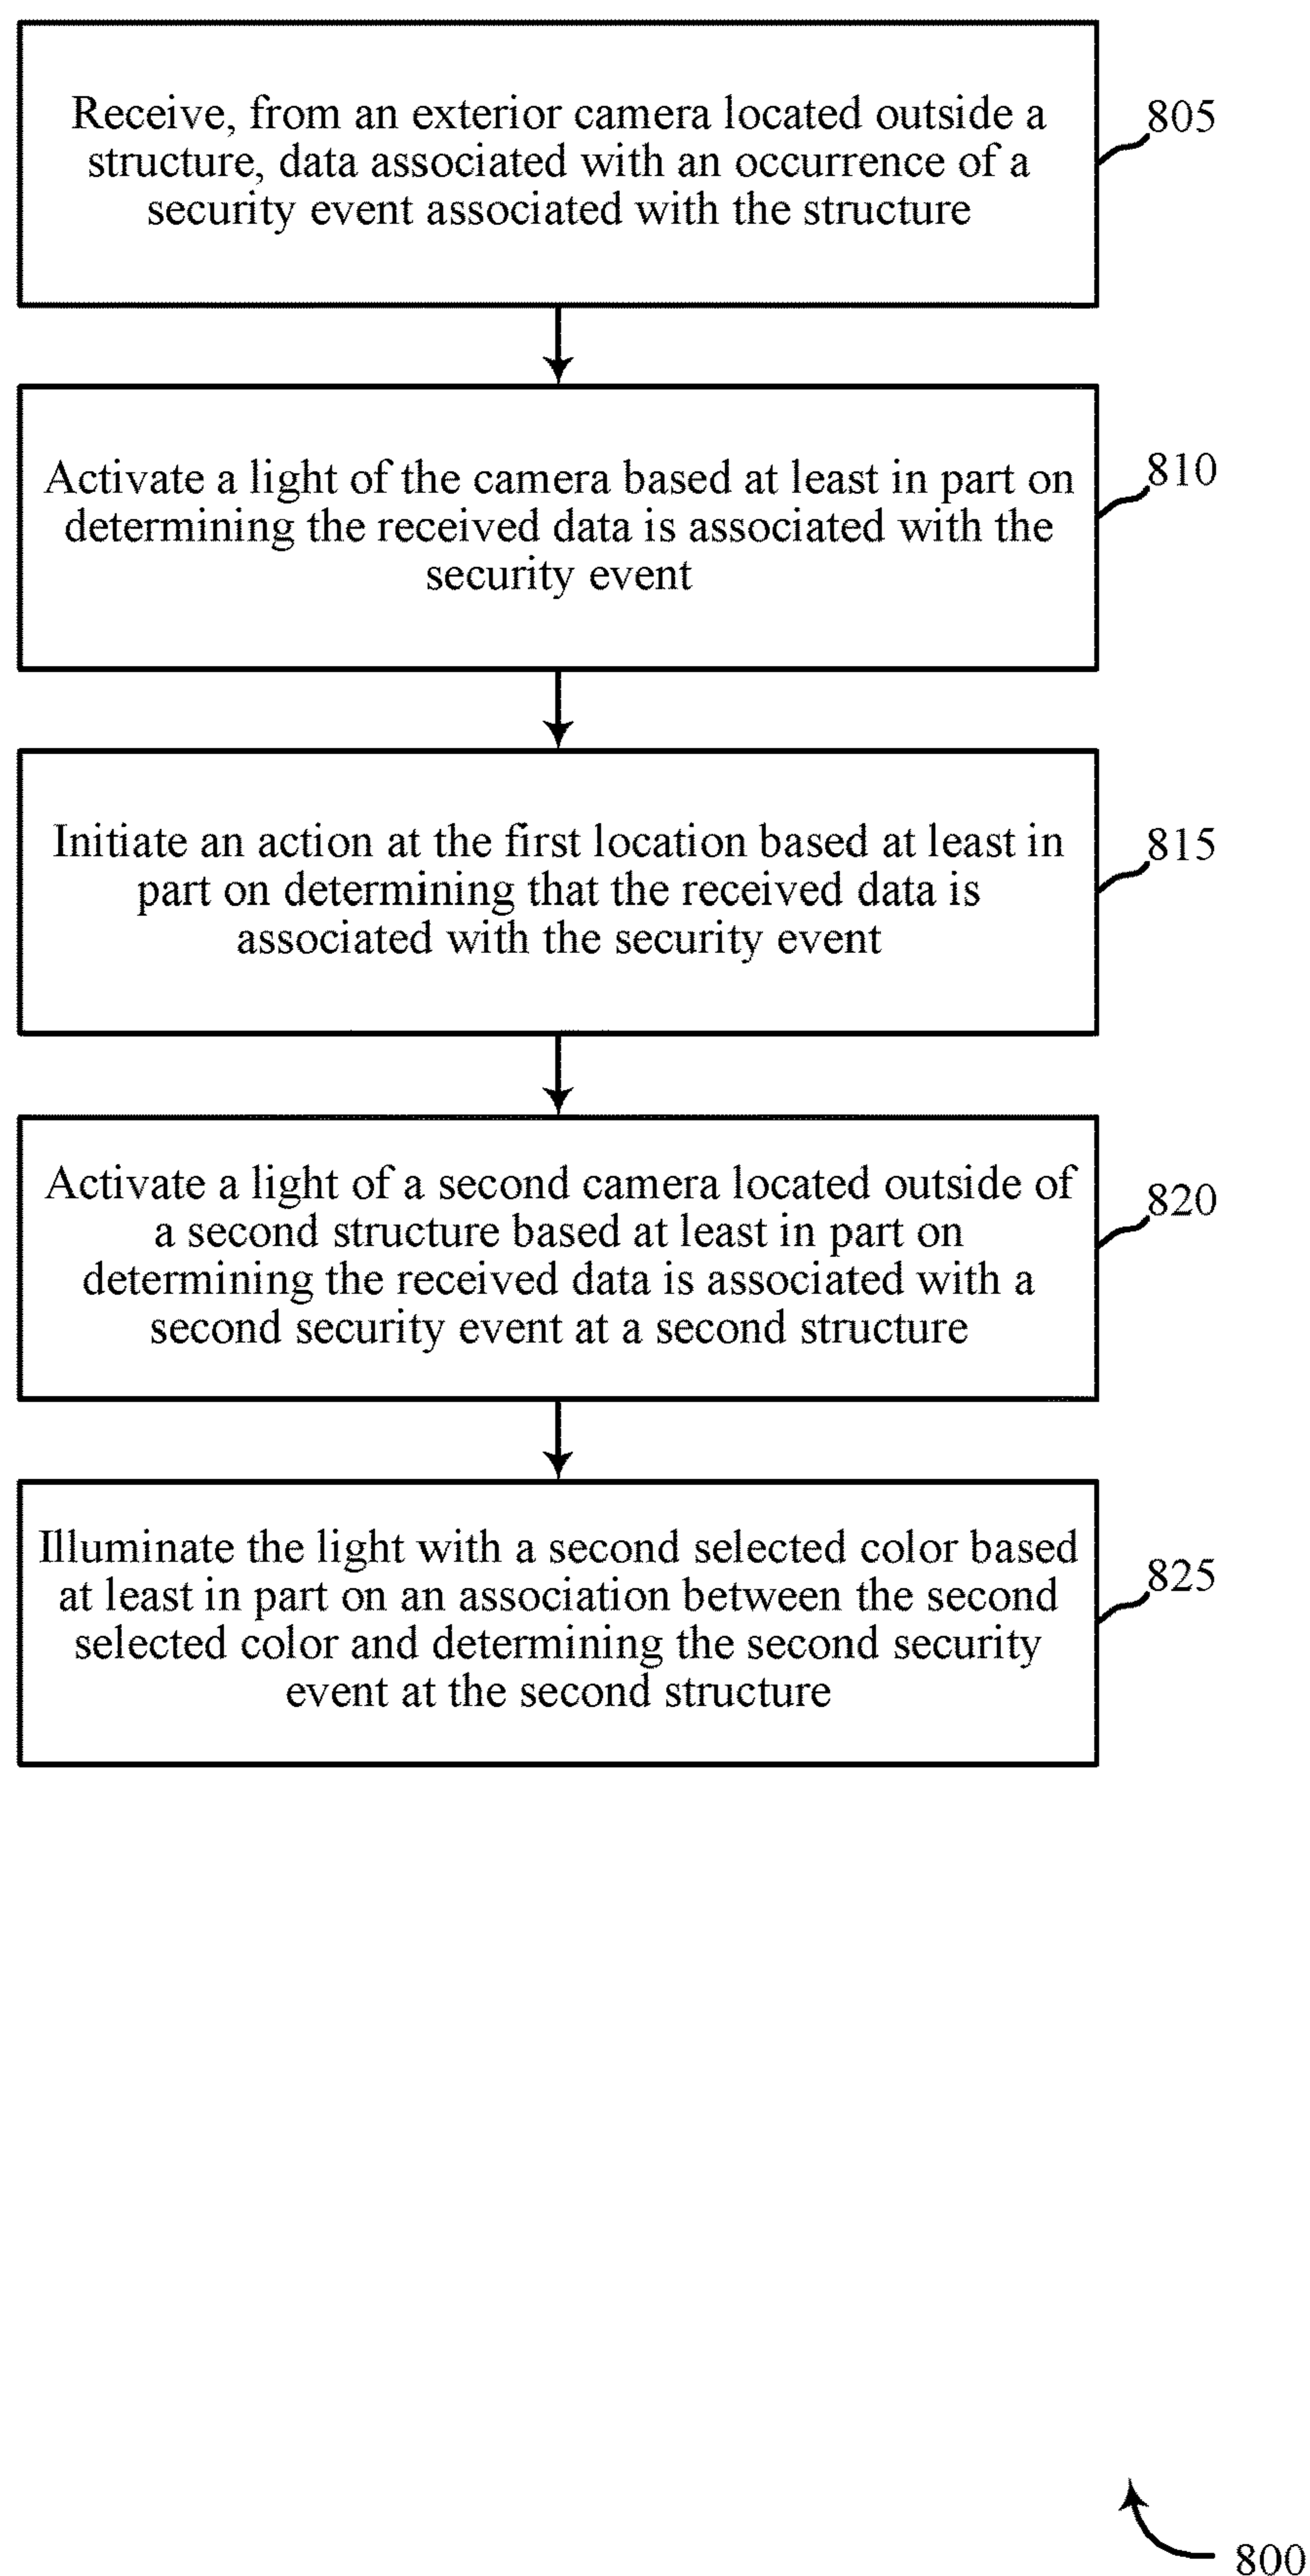 Receive, from an exterior camera located outside a
structure, data associated with an occurrence of a
security event associated with the structure
805
Activate a light of the camera based at least in part on
determining the received data is associated with the
security event
810
Initiate an action at the first location based at least in
part on determining that the received data is
associated with the security event
815
Activate a light of a second camera located outside of
a second structure based at least in part on
determining the received data is associated with a
second security event at a second structure
820
Illuminate the light with a second selected color based
at least in part on an association between the second
selected color and determining the second security
event at the second structure
825
800